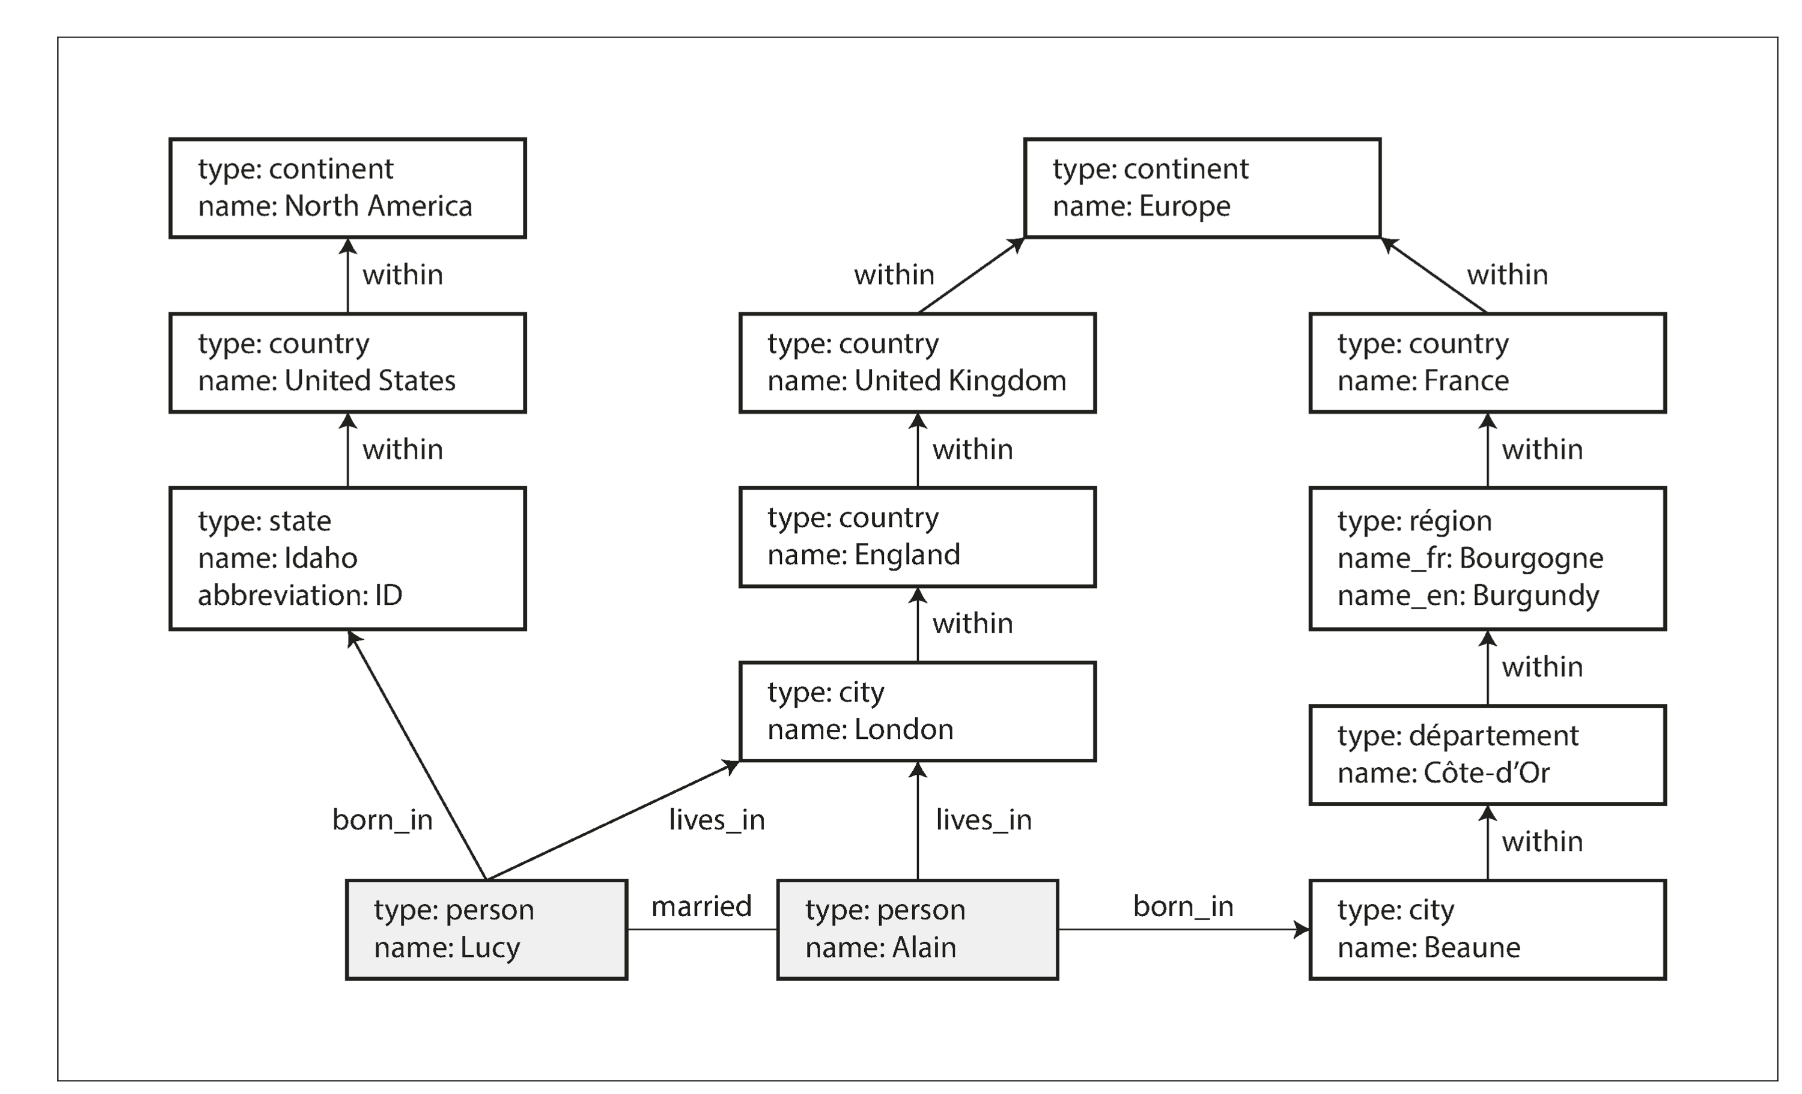 type: continent
name: North America
type: continent
name: Europe
within
within
within
type: country
name: United States
type: country
name: United Kingdom
type: country
name: France
within
within
within
type: state
name: Idaho
abbreviation: ID
type: country
name: England
type: région
name_fr: Bourgogne
name_en: Burgundy
within
within
type: city
name: London
type: département
name: Côte-d’Or
born_in
lives_in
lives_in
within
type: person
name: Lucy
married
type: person
name: Alain
born_in
type: city
name: Beaune